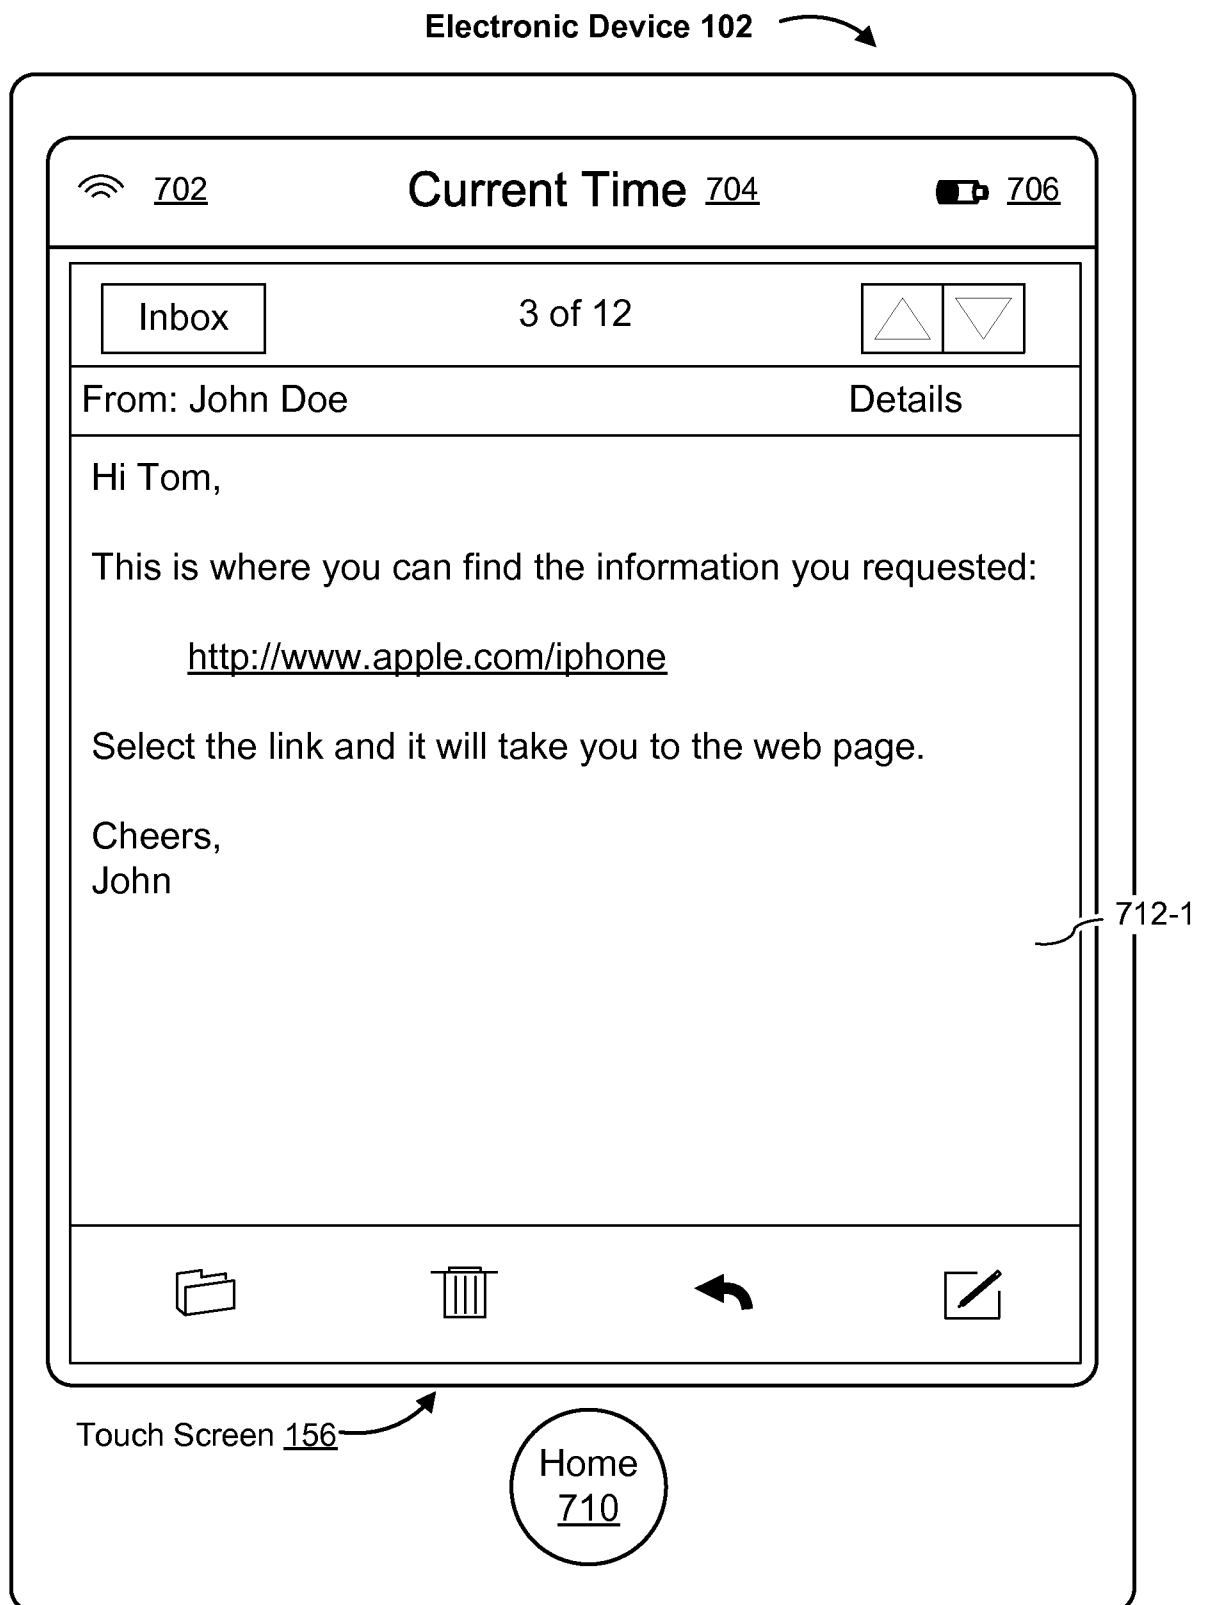 Electronic Device 102
702
Current Time 704
706
Inbox
3 of 12
From: John Doe
Details
Hi Tom,
This is where you can find the information you requested:
http://www.apple.com/iphone
Select the link and it will take you to the web page.
Cheers,
John
712-1
Touch Screen 156
Home
710